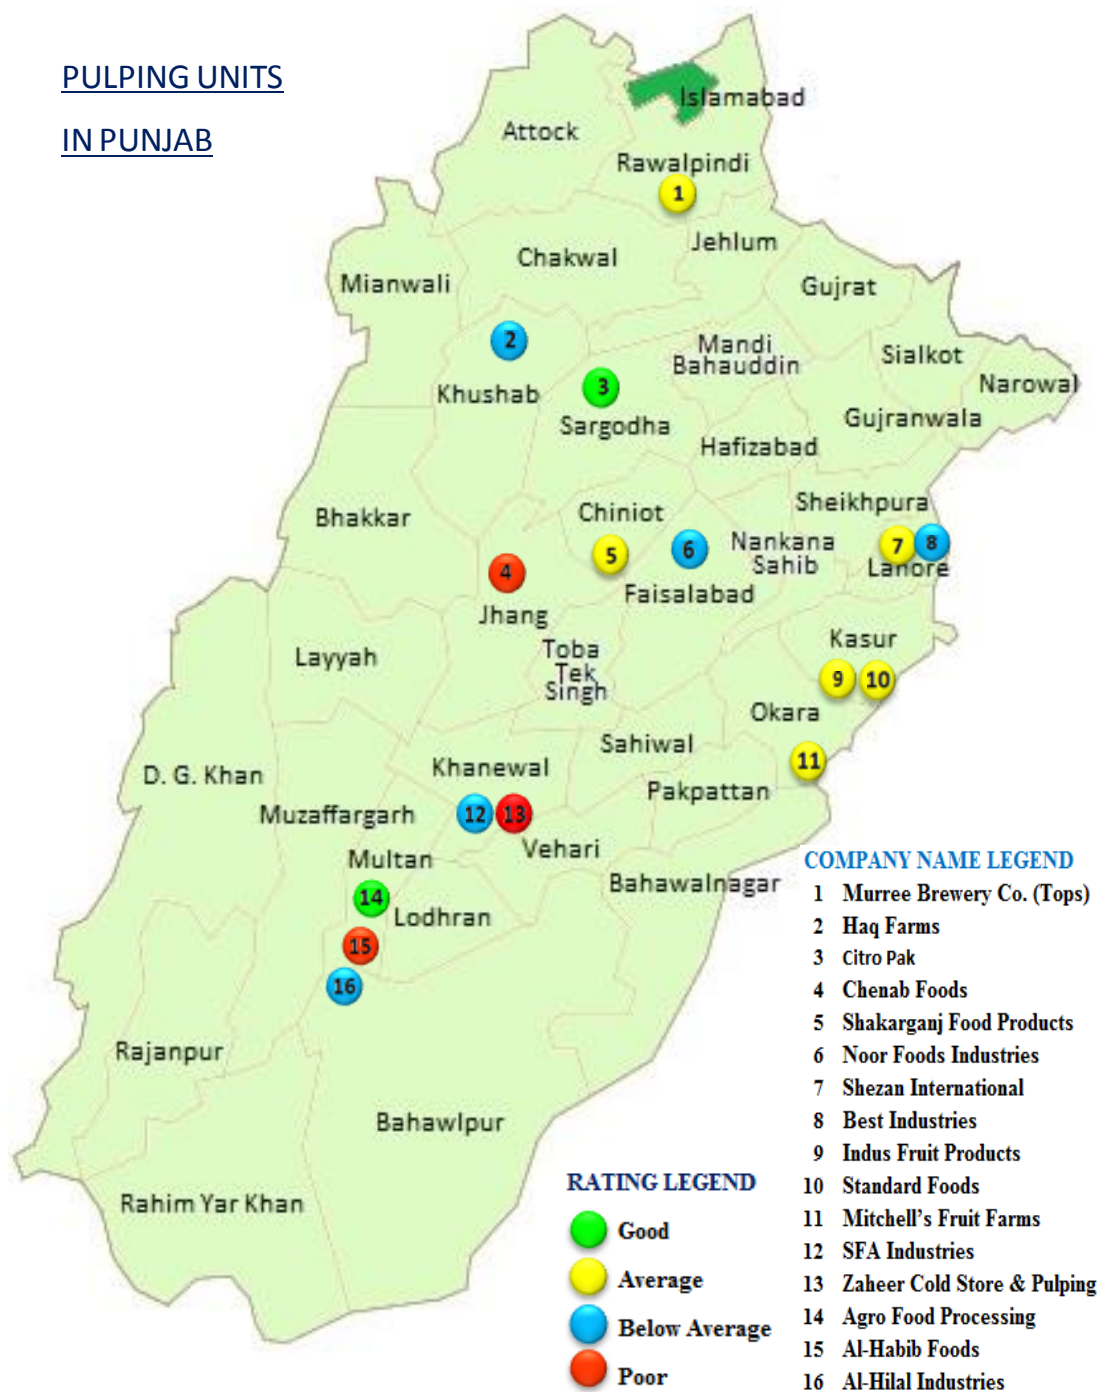 PULPING UNITS
IN PUNJAB
Islamabad
Attock
Rawalpindi
1
Jehlum
Chakwal
Mianwali
Gujrat
2
Mandi
Bahauddin
Sialkot
Narowal
Khushab
3
Sargodha
Gujranwala
Hafizabad
Bhakkar
Chiniot
Sheikhpura
5
6
Nankana
Sahib
7
8
Lahore
4
Faisalabad
Jhang
Kasur
Layyah
Toba
Tek
Singh
9
10
Okara
Sahiwal
11
D. G. Khan
Khanewal
Pakpattan
Muzaffargarh
12
13
Vehari
Multan
Bahawalnagar
14
Lodhran
15
16
Rajanpur
Bahawlpur
Rahim Yar Khan
COMPANY NAME LEGEND
1 Murree Brewery Co. (Tops)
2 Haq Farms
3 Citro Pak
4 Chenab Foods
5 Shakarganj Food Products
6 Noor Foods Industries
7 Shezan International
8 Best Industries
9 Indus Fruit Products
10 Standard Foods
11 Mitchell's Fruit Farms
12 SFA Industries
13 Zaheer Cold Store & Pulping
14 Agro Food Processing
15 Al-Habib Foods
16 Al-Hilal Industries
RATING LEGEND
Good
Average
Below Average
Poor